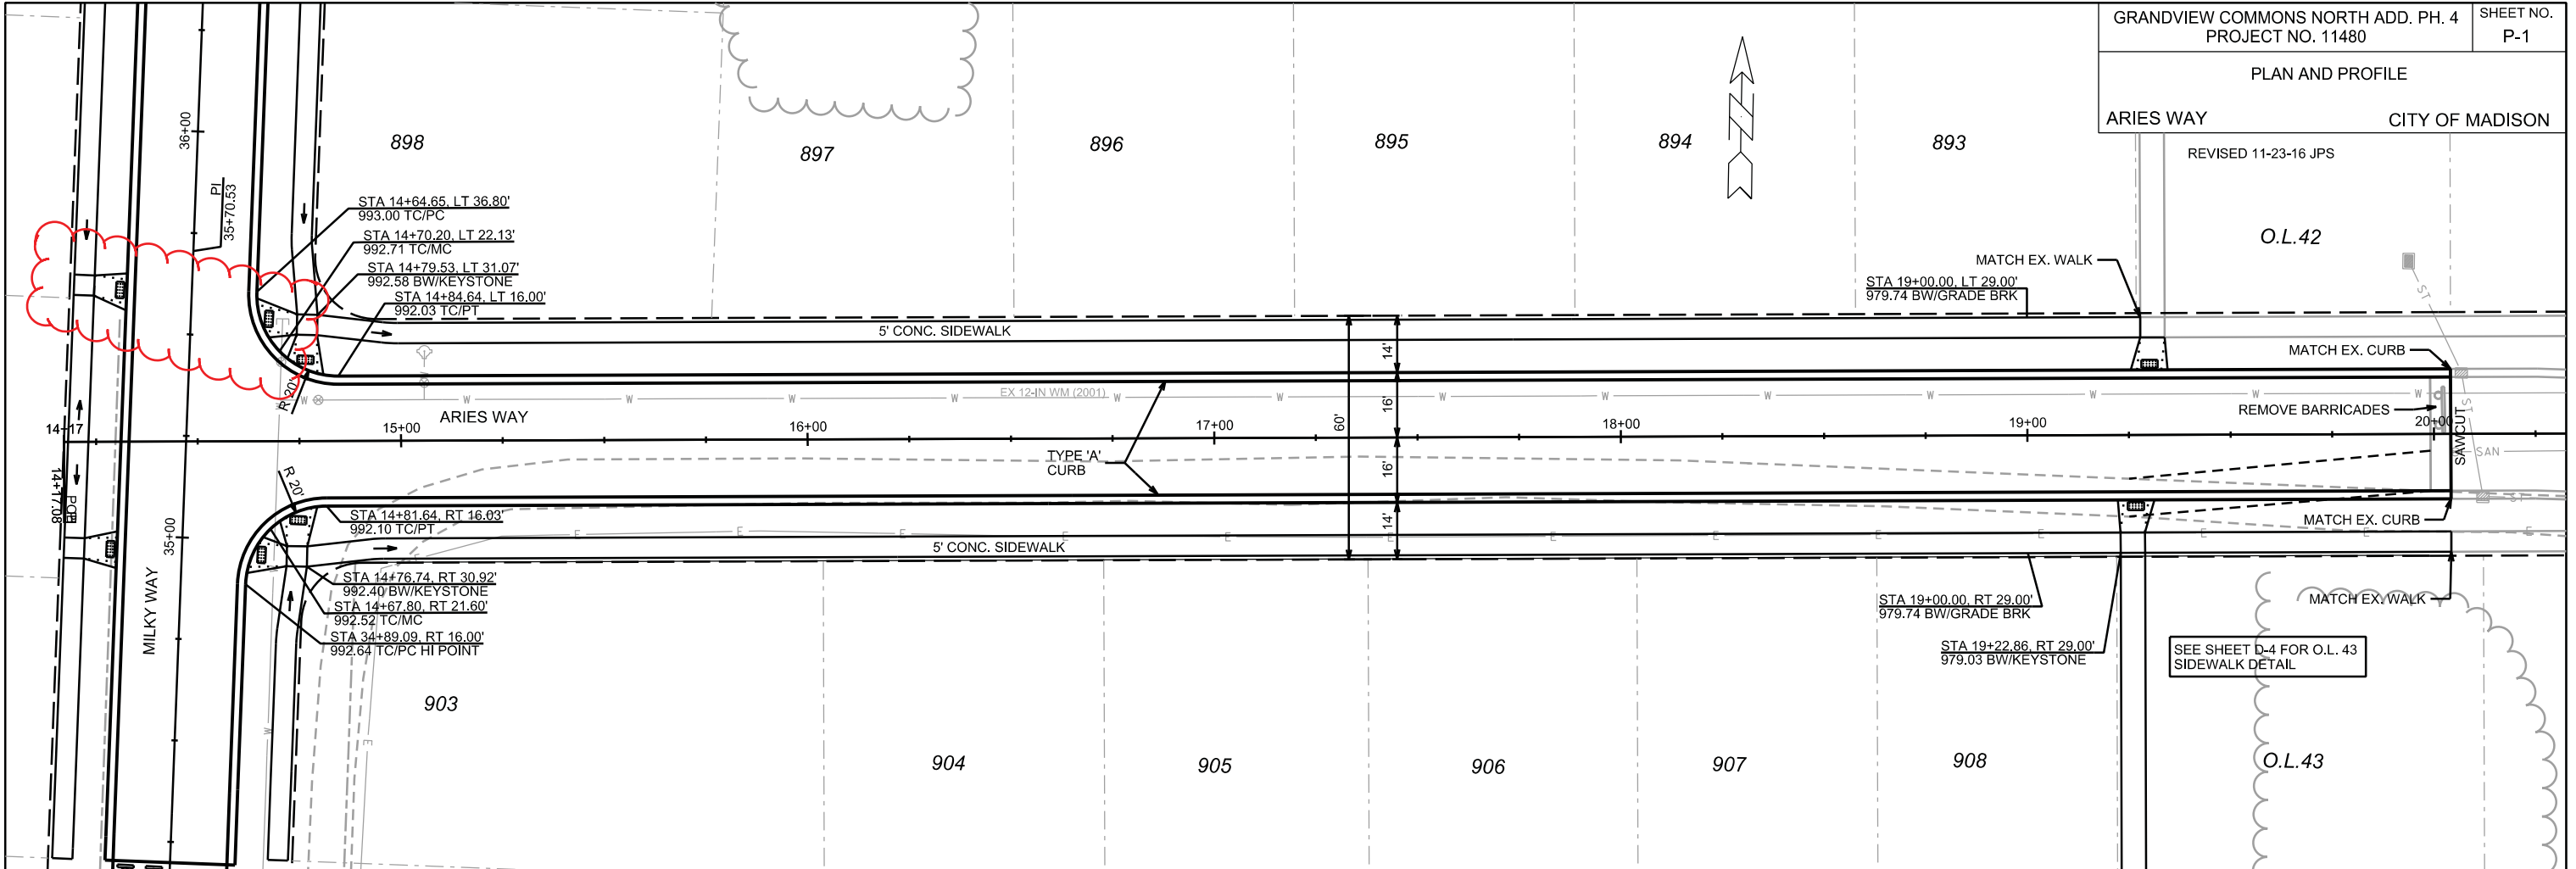 GRANDVIEW COMMONS NORTH ADD. PH. 4
PROJECT NO. 11480
SHEET NO.
P-1
PLAN AND PROFILE
ARIES WAY
CITY OF MADISON
REVISED 11-23-16 JPS
898
897
896
895
894
893
O.L.42
36+00
PI
35+70.53
STA 14+64.65, LT 36.80'
993.00 TC/PC
STA 14+70.20, LT 22.13'
992.71 TC/MC
STA 14+79.53, LT 31.07'
992.58 BW/KEYSTONE
STA 14+84.64, LT 16.00'
992.03 TC/PT
MATCH EX. WALK
STA 19+00.00, LT 29.00'
979.74 BW/GRADE BRK
ST
5' CONC. SIDEWALK
14'
MATCH EX. CURB
R 20'
W
EX 12-IN WM (2001)
W W W W W W W W W W W W W
16'
REMOVE BARRICADES
ST
ARIES WAY
14+17
15+00
16+00
17+00
60'
18+00
19+00
20+00
SAWCUT
TYPE 'A'
CURB
16'
SAN
14+17.08
POB
R 20'
STA 14+81.64, RT 16.03'
992.10 TC/PT
14'
ST
MATCH EX. CURB
35+00
E E E E E E E E E E E E
5' CONC. SIDEWALK
MILKY WAY
STA 14+76.74, RT 30.92'
992.40 BW/KEYSTONE
STA 14+67.80, RT 21.60'
992.52 TC/MC
STA 34+89.09, RT 16.00'
992.64 TC/PC HI POINT
STA 19+00.00, RT 29.00'
979.74 BW/GRADE BRK
MATCH EX. WALK
STA 19+22.86, RT 29.00'
979.03 BW/KEYSTONE
SEE SHEET D-4 FOR O.L. 43
SIDEWALK DETAIL
W
E
903
904
905
906
907
908
O.L.43